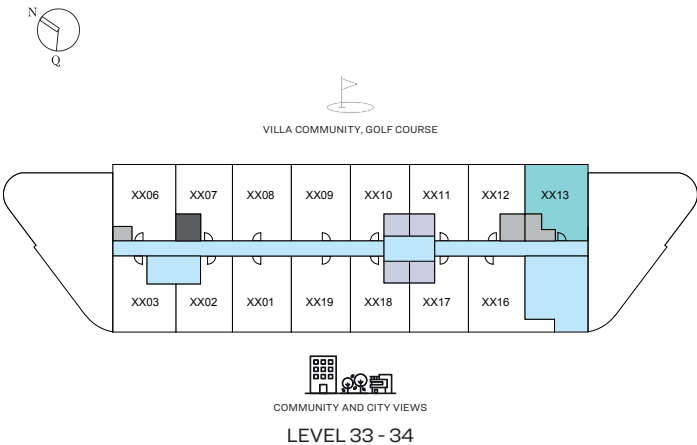 N
Q
VILLA COMMUNITY, GOLF COURSE
XX06 XX07 XX08 XX09 XX10 XX11 XX12 XX13
XX03 XX02 XX01 XX19 XX18 XX17 XX16
COMMUNITY AND CITY VIEWS
LEVEL 33 - 34